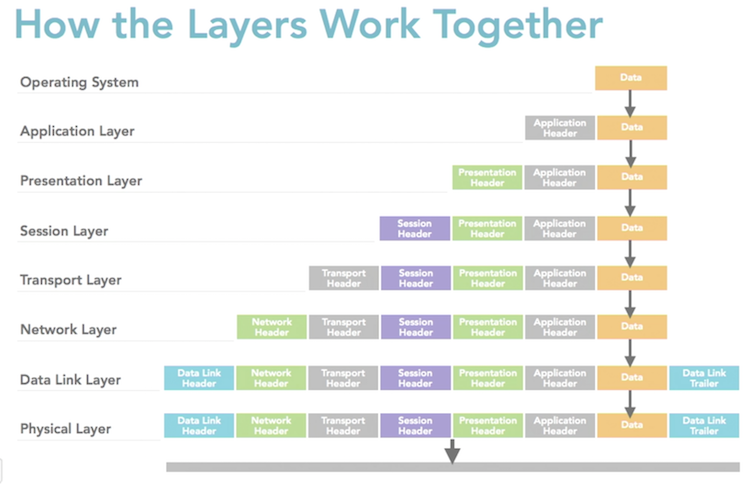 How the Layers Work Together
Operating System
Data
Application Layer
Application
Header
Data
Presentation Layer
Presentation
Header
Application
Header
Data
Session Layer
Session
Header
Presentation
Header
Application
Header
Data
Transport Layer
Transport
Header
Session
Header
Presentation
Header
Application
Header
Data
Network Layer
Network
Header
Transport
Header
Session
Header
Presentation
Header
Application
Header
Data
Data Link Layer
Data Link
Header
Network
Header
Transport
Header
Session
Header
Presentation
Header
Application
Header
Data
Data Link
Trailer
Physical Layer
Data Link
Header
Network
Header
Transport
Header
Session
Header
Presentation
Header
Application
Header
Data
Data Link
Trailer